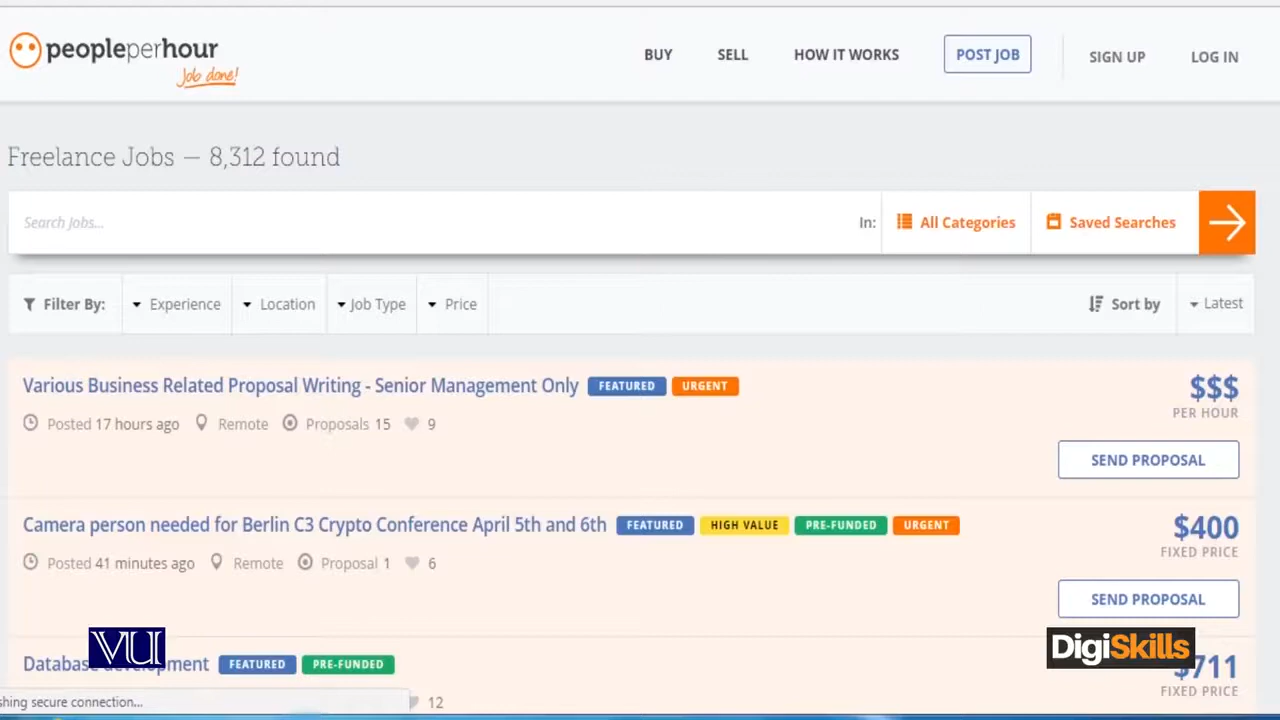 peopleperhour
Job done!
BUY SELL HOW IT WORKS POST JOB SIGN UP LOG IN
Freelance Jobs — 8,312 found
Search Jobs... In: All Categories Saved Searches
Filter By: Experience Location Job Type Price Sort by Latest
Various Business Related Proposal Writing - Senior Management Only FEATURED URGENT $$$
PER HOUR
Posted 17 hours ago Remote Proposals 15 9
SEND PROPOSAL
Camera person needed for Berlin C3 Crypto Conference April 5th and 6th FEATURED HIGH VALUE PRE-FUNDED URGENT $400
FIXED PRICE
Posted 41 minutes ago Remote Proposal 1 6
SEND PROPOSAL
VU DigiSkills
Database development FEATURED PRE-FUNDED $711
FIXED PRICE
shing secure connection... 12